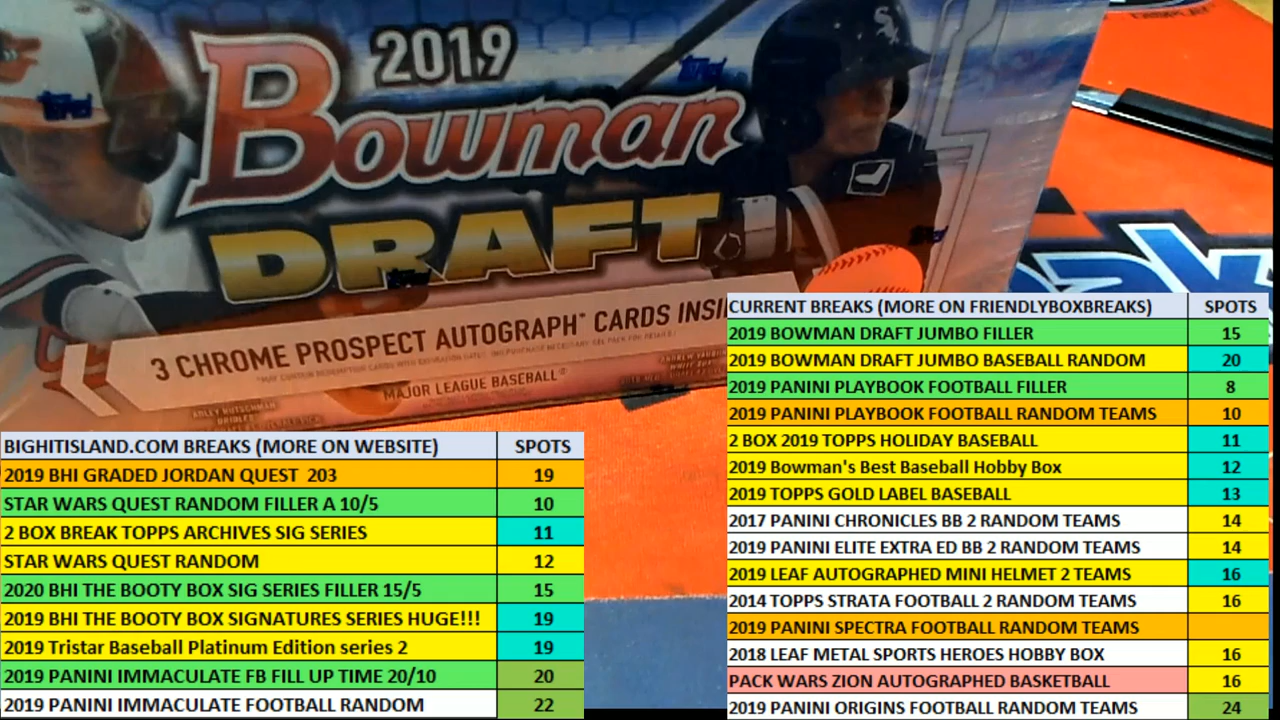 2019
Bowman
DRAFT
3 CHROME PROSPECT AUTOGRAPH* CARDS INSI
MAJOR LEAGUE BASEBALL
BIGHITISLAND.COM BREAKS (MORE ON WEBSITE) SPOTS
2019 BHI GRADED JORDAN QUEST 203 19
STAR WARS QUEST RANDOM FILLER A 10/5 10
2 BOX BREAK TOPPS ARCHIVES SIG SERIES 11
STAR WARS QUEST RANDOM 12
2020 BHI THE BOOTY BOX SIG SERIES FILLER 15/5 15
2019 BHI THE BOOTY BOX SIGNATURES SERIES HUGE!!! 19
2019 Tristar Baseball Platinum Edition series 2 19
2019 PANINI IMMACULATE FB FILL UP TIME 20/10 20
2019 PANINI IMMACULATE FOOTBALL RANDOM 22
CURRENT BREAKS (MORE ON FRIENDLYBOXBREAKS) SPOTS
2019 BOWMAN DRAFT JUMBO FILLER 15
2019 BOWMAN DRAFT JUMBO BASEBALL RANDOM 20
2019 PANINI PLAYBOOK FOOTBALL FILLER 8
2019 PANINI PLAYBOOK FOOTBALL RANDOM TEAMS 10
2 BOX 2019 TOPPS HOLIDAY BASEBALL 11
2019 Bowman's Best Baseball Hobby Box 12
2019 TOPPS GOLD LABEL BASEBALL 13
2017 PANINI CHRONICLES BB 2 RANDOM TEAMS 14
2019 PANINI ELITE EXTRA ED BB 2 RANDOM TEAMS 14
2019 LEAF AUTOGRAPHED MINI HELMET 2 TEAMS 16
2014 TOPPS STRATA FOOTBALL 2 RANDOM TEAMS 16
2019 PANINI SPECTRA FOOTBALL RANDOM TEAMS
2018 LEAF METAL SPORTS HEROES HOBBY BOX 16
PACK WARS ZION AUTOGRAPHED BASKETBALL 16
2019 PANINI ORIGINS FOOTBALL RANDOM TEAMS 24